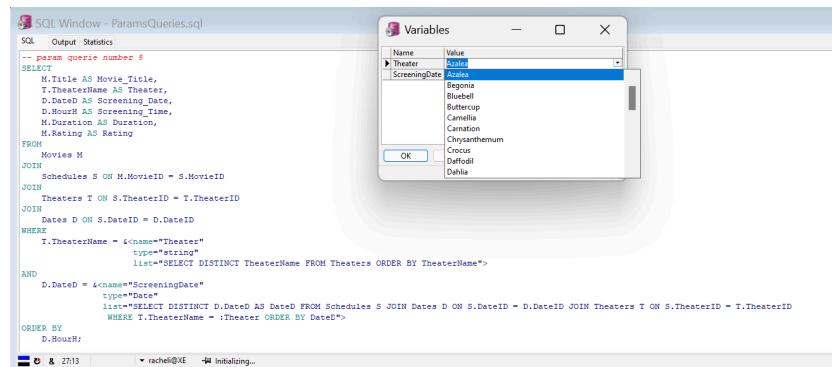 SQL Window - ParamsQueries.sql
SQL Output Statistics
-- param querie number 5
SELECT
M.Title AS Movie_Title,
T.TheaterName AS Theater,
D.DateD AS Screening_Date,
D.HourH AS Screening_Time,
M.Duration AS Duration,
M.Rating AS Rating
FROM
Movies M
JOIN
Schedules S ON M.MovieID = S.MovieID
JOIN
Theaters T ON S.TheaterID = T.TheaterID
JOIN
Dates D ON S.DateID = D.DateID
WHERE
T.TheaterName = &<name="Theater"
type="string"
list="SELECT DISTINCT TheaterName FROM Theaters ORDER BY TheaterName">
AND
D.DateD = &<name="ScreeningDate"
type="Date"
list="SELECT DISTINCT D.DateD AS DateD FROM Schedules S JOIN Dates D ON S.DateID = D.DateID JOIN Theaters T ON S.TheaterID = T.TheaterID
WHERE T.TheaterName = :Theater ORDER BY DateD">
ORDER BY
D.HourH;
& 27:13 racheli@XE Initializing...
Variables
Name Value
Theater Azalea
ScreeningDate Azalea
Begonia
Bluebell
Buttercup
Camellia
Carnation
Chrysanthemum
Crocus
Daffodil
Dahlia
OK